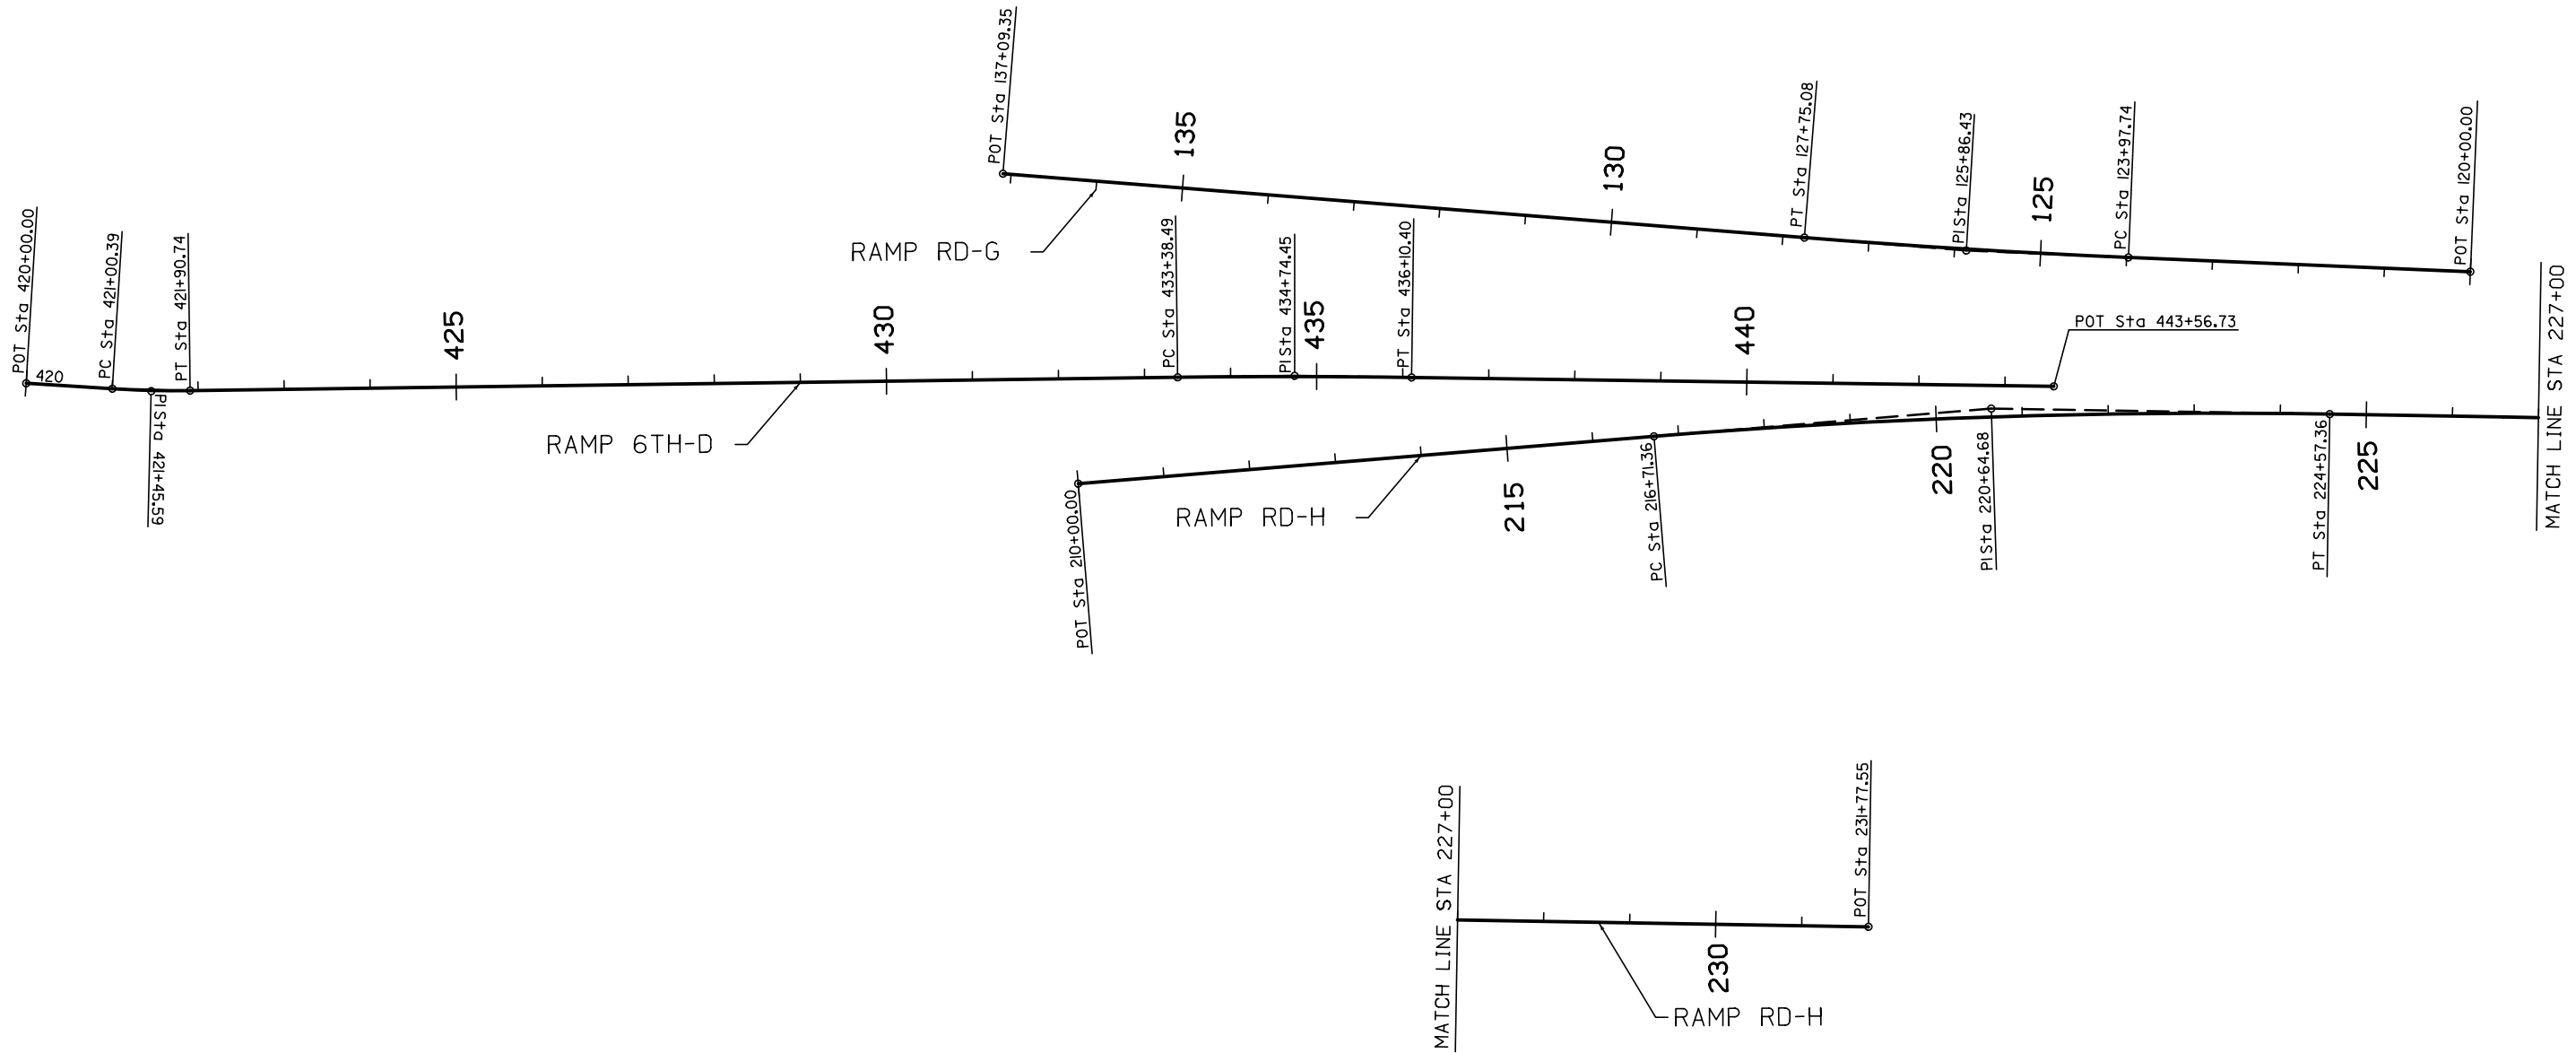 POT Sta 137+09.35
135
130
PT Sta 127+75.08
PI Sta 125+86.43
125
PC Sta 123+97.74
POT Sta 120+00.00
RAMP RD-G
POT Sta 420+00.00
420
PC Sta 421+00.39
PI Sta 421+45.59
PT Sta 421+90.74
425
430
PC Sta 433+38.49
PI Sta 434+74.45
435
PT Sta 436+10.40
440
POT Sta 443+56.73
RAMP 6TH-D
POT Sta 210+00.00
RAMP RD-H
215
PC Sta 216+71.36
220
PI Sta 220+64.68
PT Sta 224+57.36
225
MATCH LINE STA 227+00
MATCH LINE STA 227+00
230
POT Sta 231+77.55
RAMP RD-H